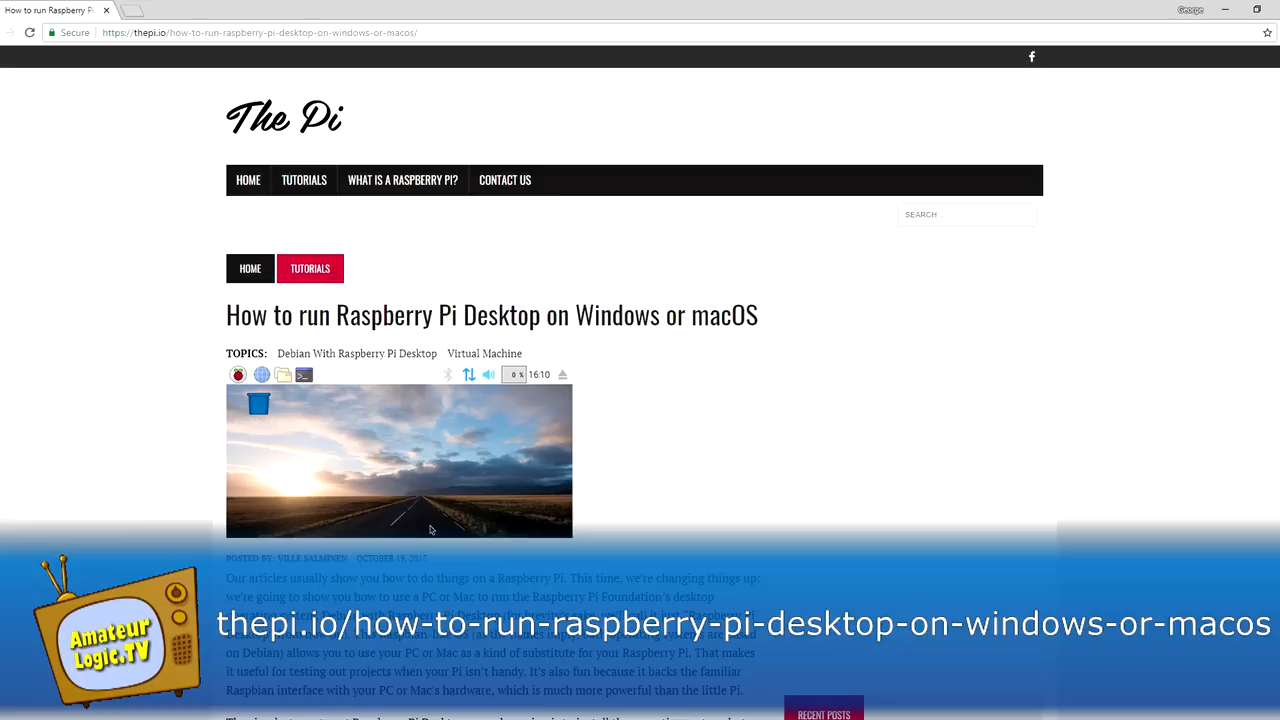 How to run Raspberry P
George
Secure
https://thepi.io/how-to-run-raspberry-pi-desktop-on-windows-or-macos/
The Pi
HOME
TUTORIALS
WHAT IS A RASPBERRY PI?
CONTACT US
SEARCH ...
HOME
TUTORIALS
How to run Raspberry Pi Desktop on Windows or macOS
TOPICS: Debian With Raspberry Pi Desktop Virtual Machine
0 % 16:10
POSTED BY: VILLE SALMINEN OCTOBER 19, 2017
Our articles usually show you how to do things on a Raspberry Pi. This time, we're changing things up:
we're going to show you how to use a PC or Mac to run the Raspberry Pi Foundation's desktop
Amateur
Logic.TV
thepi.io/how-to-run-raspberry-pi-desktop-on-windows-or-macos
on Debian) allows you to use your PC or Mac as a kind of substitute for your Raspberry Pi. That makes
it useful for testing out projects when your Pi isn't handy. It's also fun because it backs the familiar
Raspbian interface with your PC or Mac's hardware, which is much more powerful than the little Pi.
RECENT POSTS